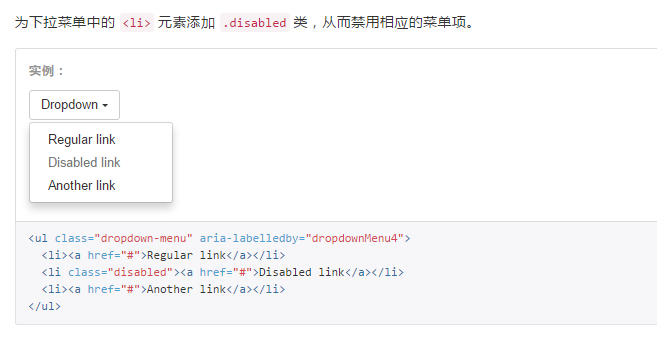 为下拉菜单中的 <li> 元素添加 .disabled 类，从而禁用相应的菜单项。
实例：
Dropdown
Regular link
Disabled link
Another link
<ul class="dropdown-menu" aria-labelledby="dropdownMenu4">
  <li><a href="#">Regular link</a></li>
  <li class="disabled"><a href="#">Disabled link</a></li>
  <li><a href="#">Another link</a></li>
</ul>